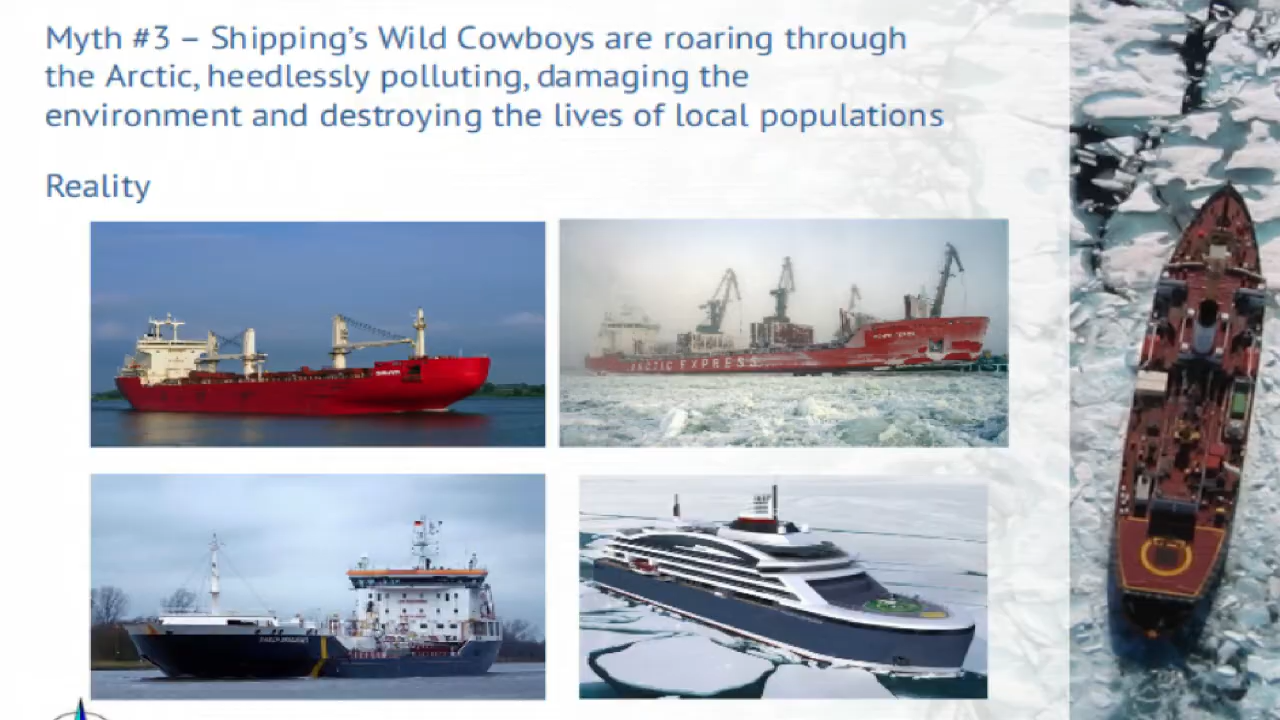 Myth #3 – Shipping’s Wild Cowboys are roaring through
the Arctic, heedlessly polluting, damaging the
environment and destroying the lives of local populations
Reality
ARCTIC EXPRESS